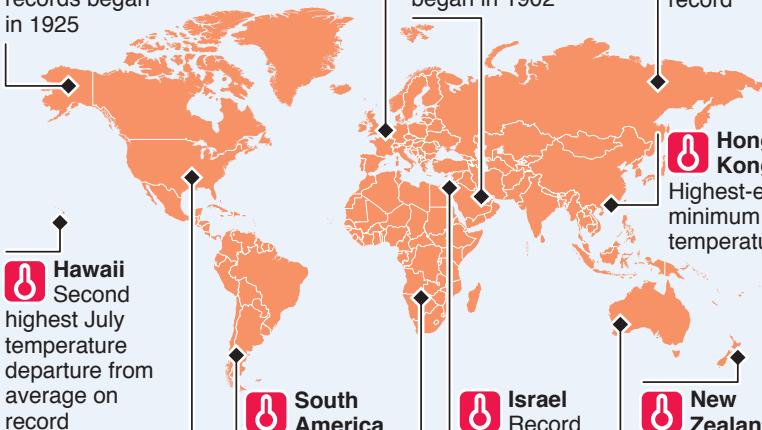 records began
in 1925
began in 1902
record
Hong
Kong
Highest-e
minimum
temperatu
Hawaii
Second
highest July
temperature
departure from
average on
record
South
America
Israel
Record
New
Zealan